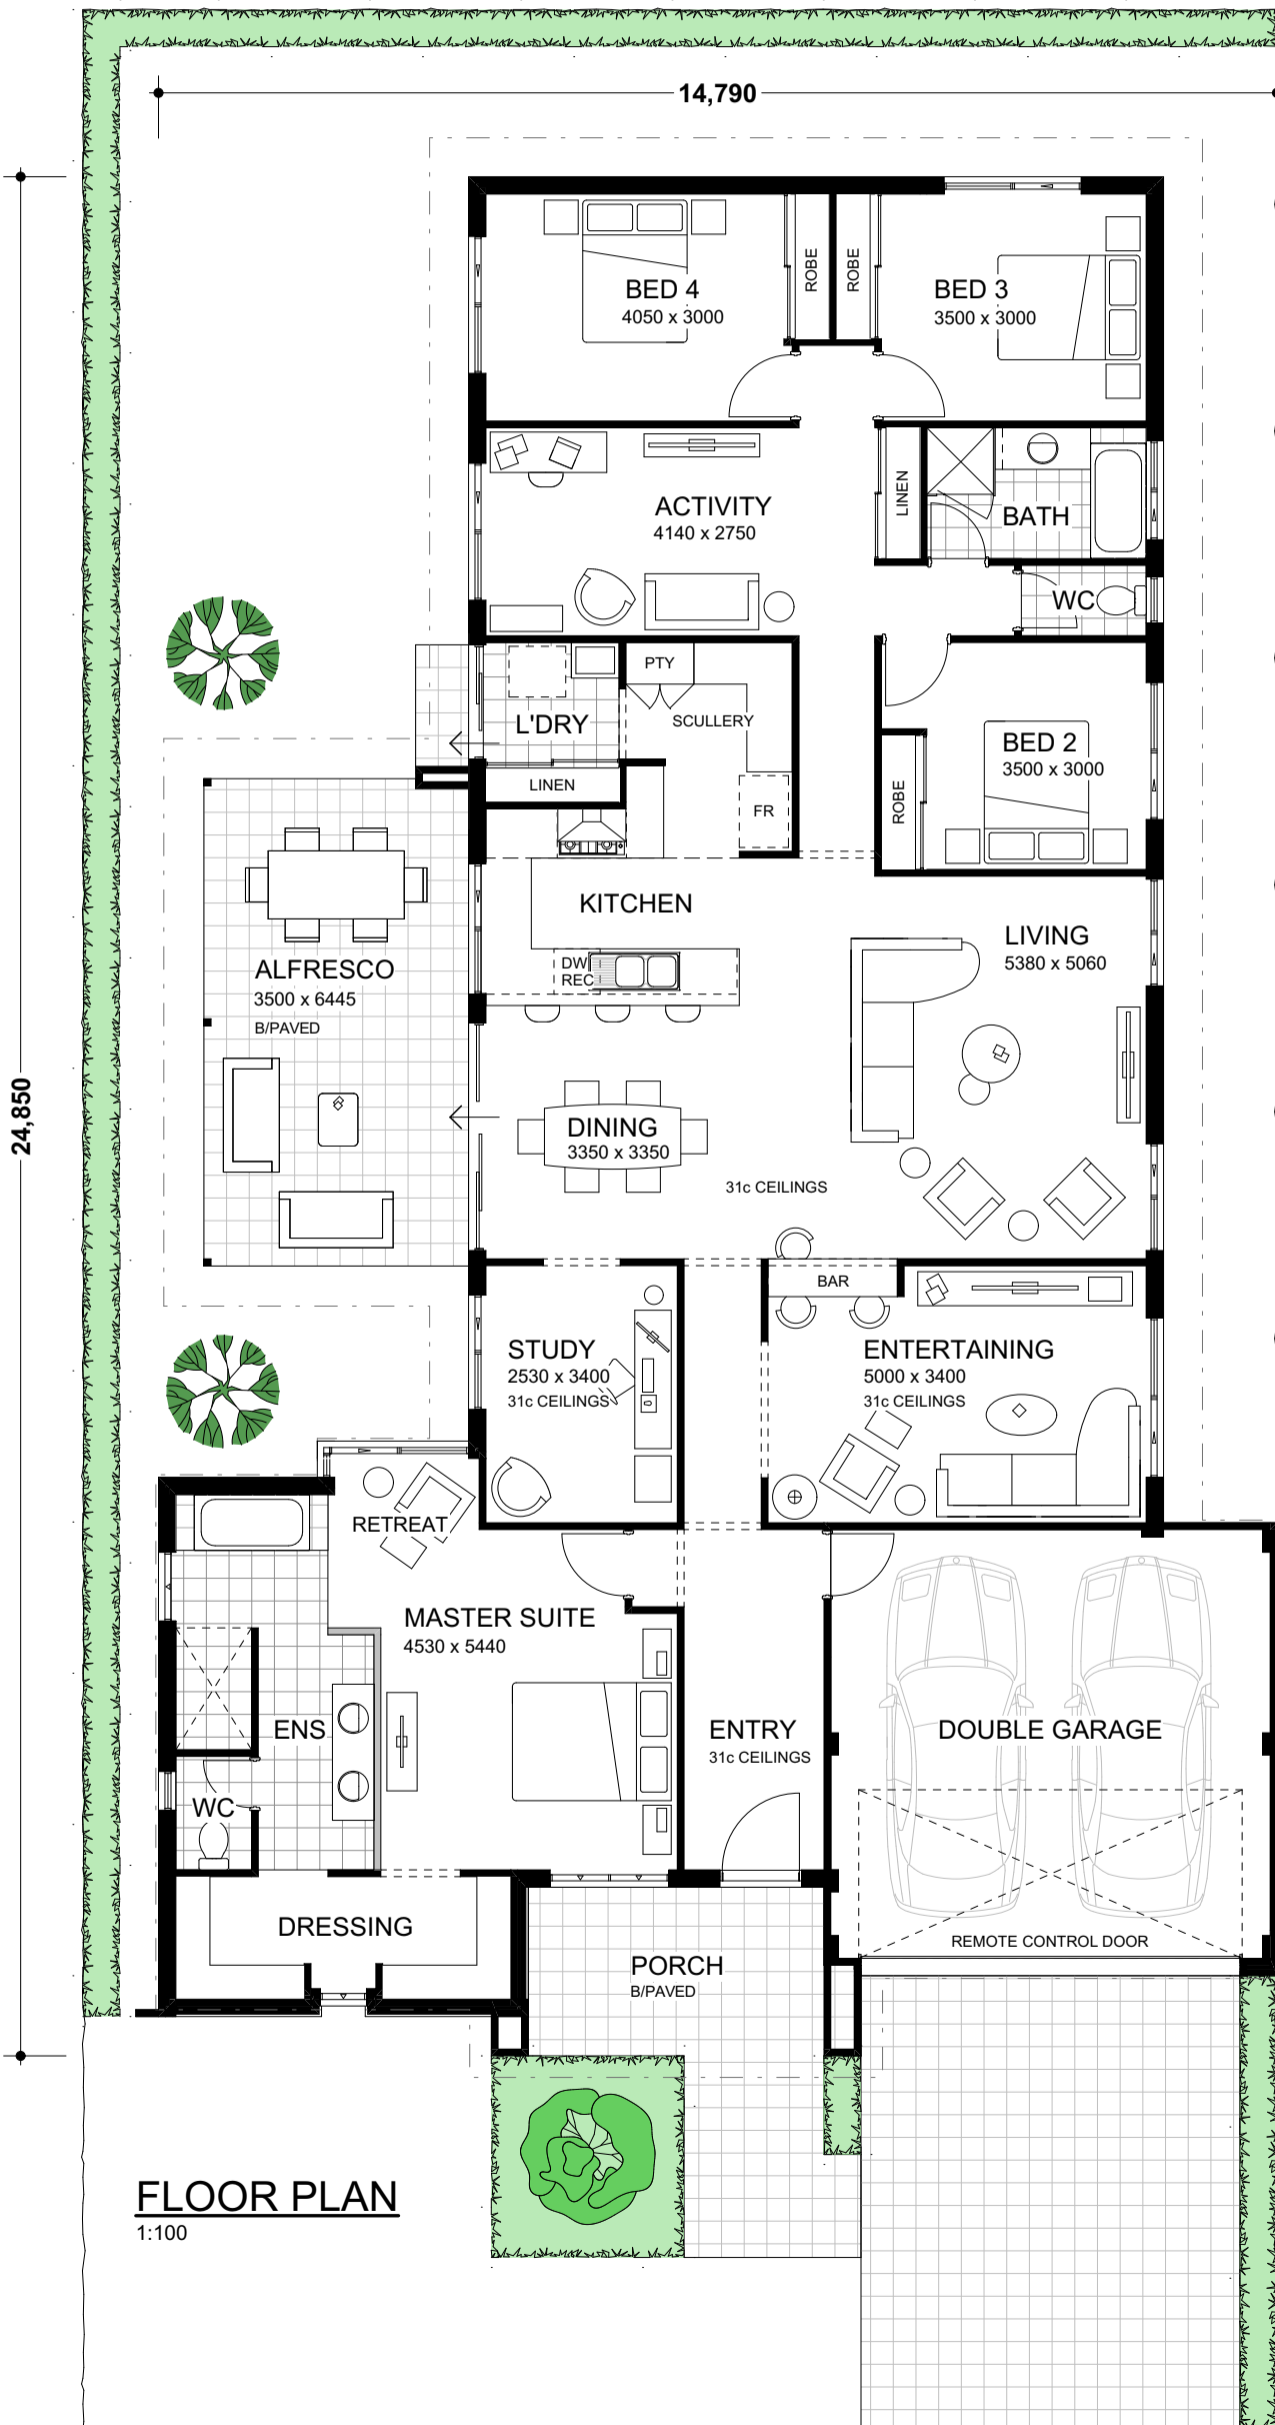 14,790
24,850
BED 4
4050 x 3000
ROBE
ROBE
BED 3
3500 x 3000
ACTIVITY
4140 x 2750
LINEN
BATH
WC
PTY
SCULLERY
L'DRY
LINEN
FR
BED 2
3500 x 3000
ROBE
KITCHEN
DW
REC
LIVING
5380 x 5060
ALFRESCO
3500 x 6445
B/PAVED
DINING
3350 x 3350
31c CEILINGS
BAR
STUDY
2530 x 3400
31c CEILINGS
ENTERTAINING
5000 x 3400
31c CEILINGS
RETREAT
MASTER SUITE
4530 x 5440
ENS
WC
ENTRY
31c CEILINGS
DOUBLE GARAGE
REMOTE CONTROL DOOR
DRESSING
PORCH
B/PAVED
FLOOR PLAN
1:100